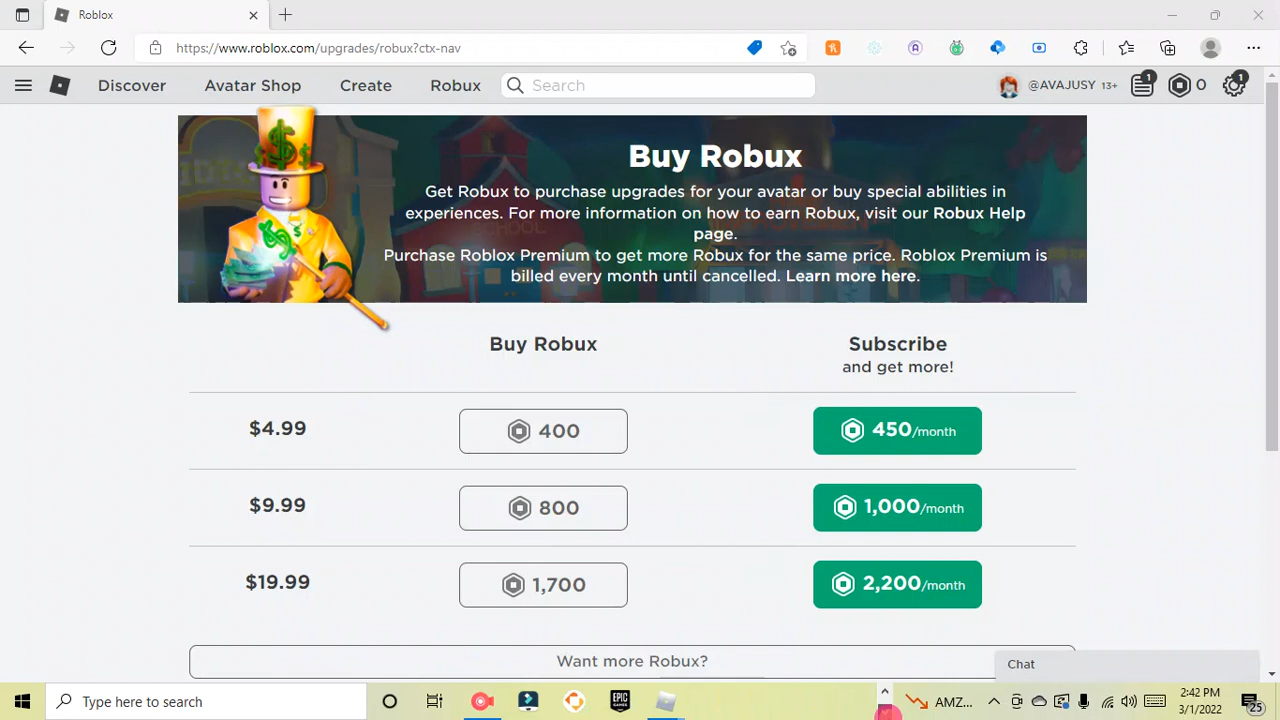 Roblox
https://www.roblox.com/upgrades/robux?ctx-nav
Discover
Avatar Shop
Create
Robux
Search
@AVAJUSY 13+
1
0
1
Buy Robux
Get Robux to purchase upgrades for your avatar or buy special abilities in
experiences. For more information on how to earn Robux, visit our Robux Help
page.
Purchase Roblox Premium to get more Robux for the same price. Roblox Premium is
billed every month until cancelled. Learn more here.
Buy Robux
Subscribe
and get more!
$4.99
400
450/month
$9.99
800
1,000/month
$19.99
1,700
2,200/month
Want more Robux?
Chat
Type here to search
EPIC
GAMES
AMZ...
2:42 PM
3/1/2022
25